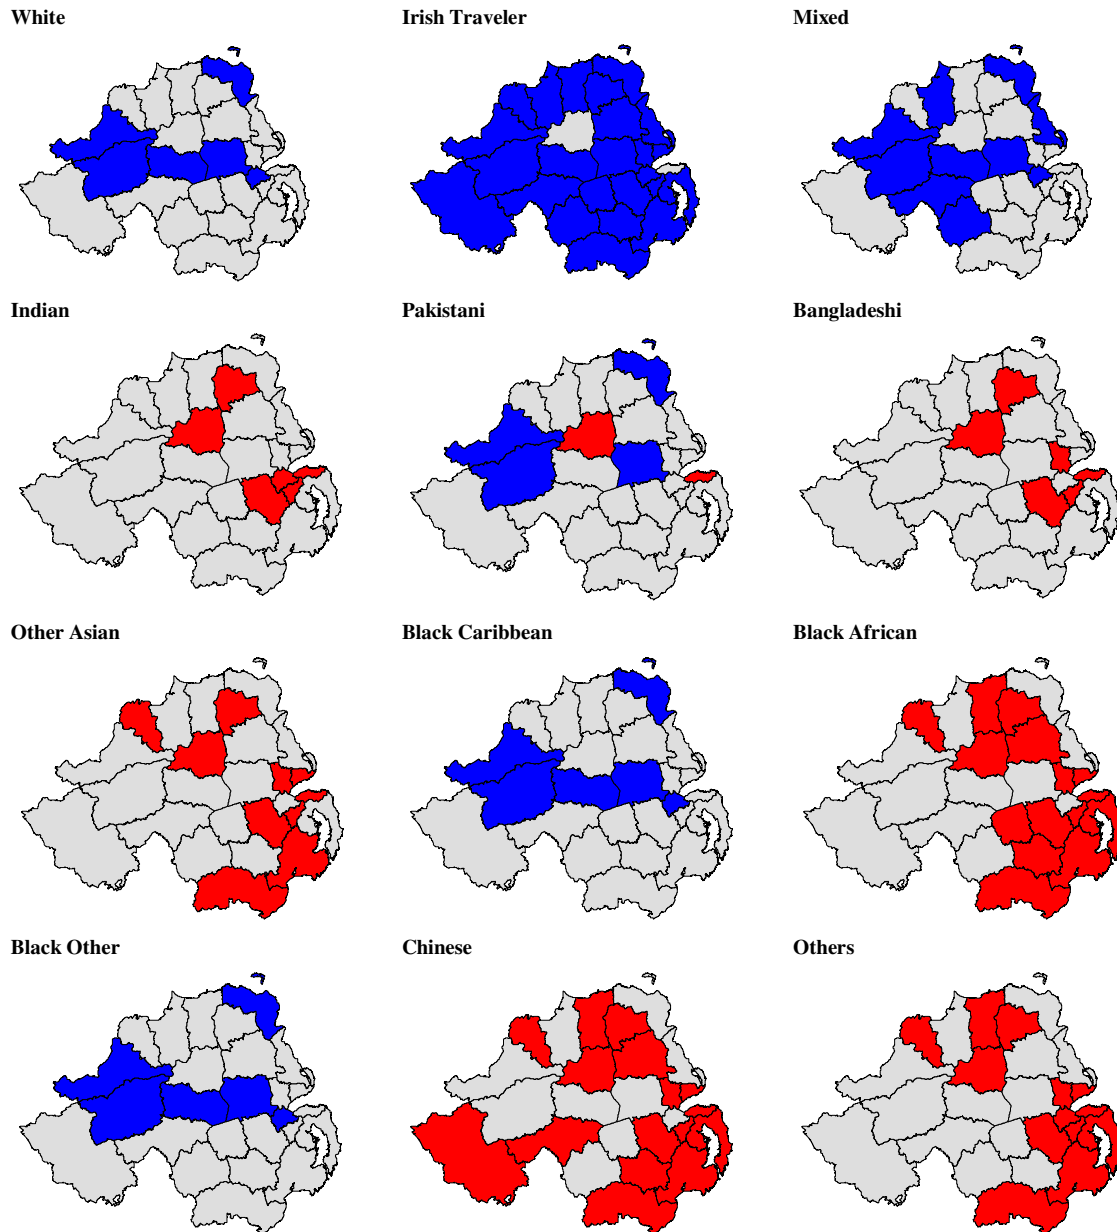 White
Irish Traveler
Mixed
Indian
Pakistani
Bangladeshi
Other Asian
Black Caribbean
Black African
Black Other
Chinese
Others